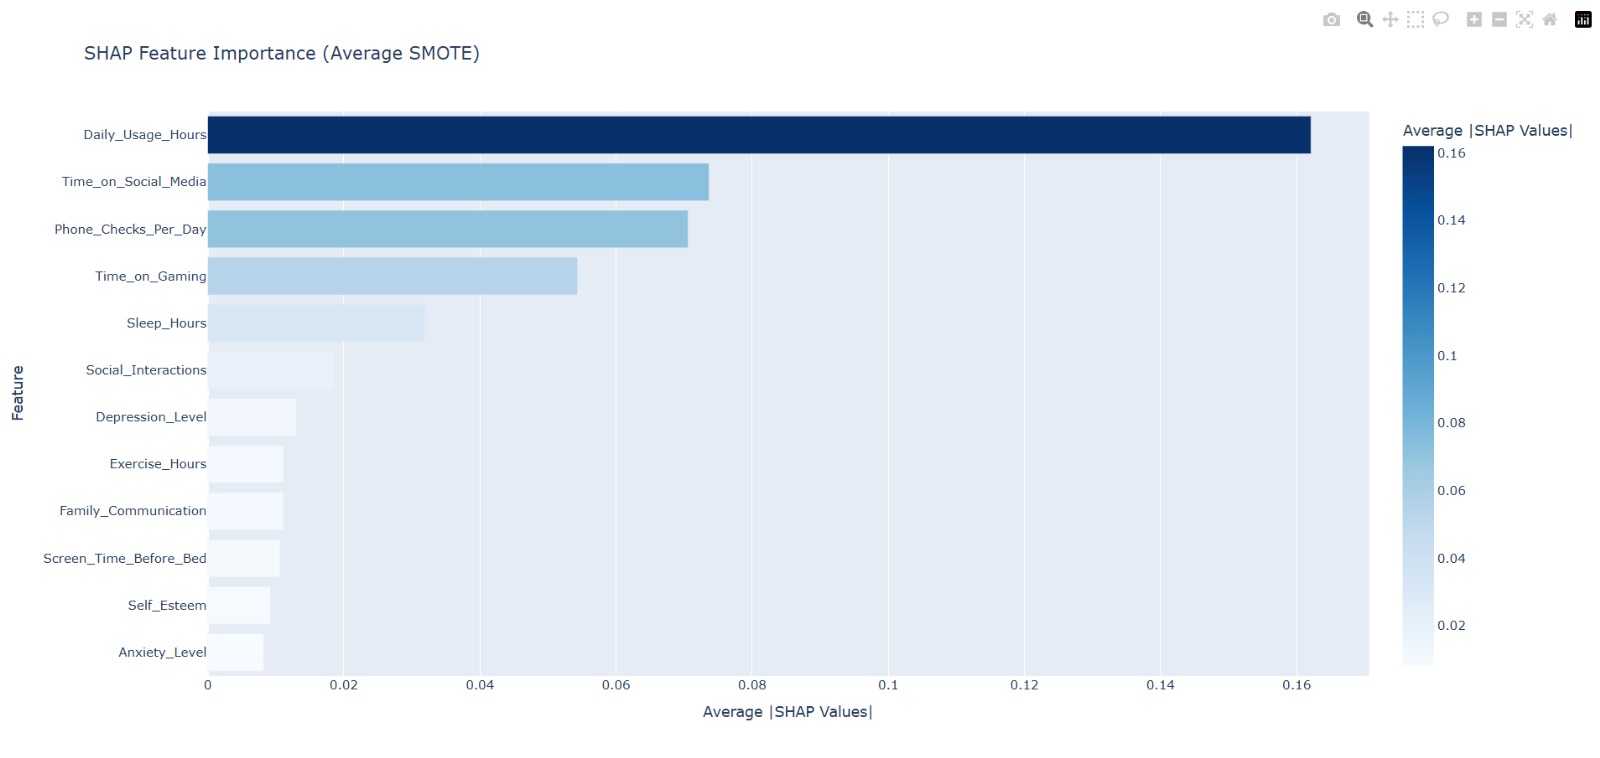 SHAP Feature Importance (Average SMOTE)
Feature
Daily_Usage_Hours
Time_on_Social_Media
Phone_Checks_Per_Day
Time_on_Gaming
Sleep_Hours
Social_Interactions
Depression_Level
Exercise_Hours
Family_Communication
Screen_Time_Before_Bed
Self_Esteem
Anxiety_Level
0 0.02 0.04 0.06 0.08 0.1 0.12 0.14 0.16
Average |SHAP Values|
Average |SHAP Values|
0.16
0.14
0.12
0.1
0.08
0.06
0.04
0.02